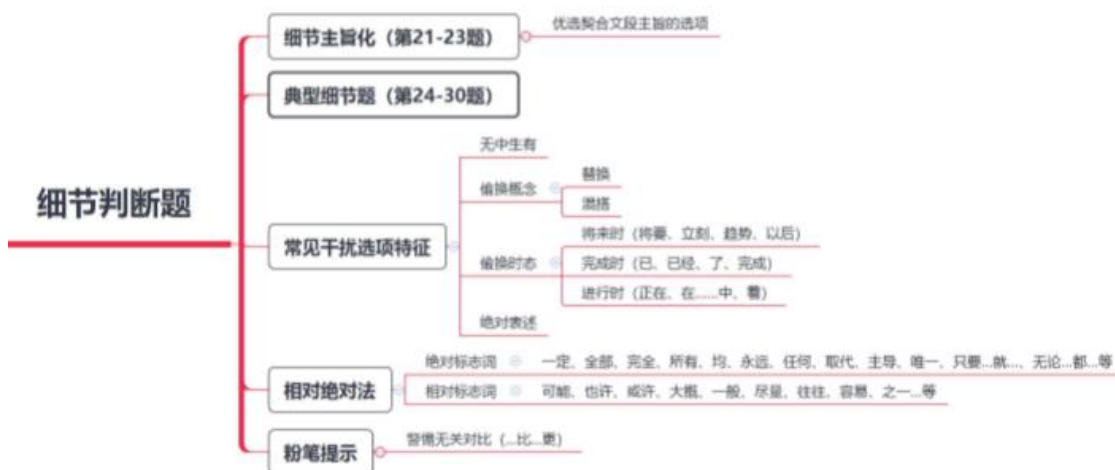 细节判断题
细节主旨化（第21-23题）
优选契合文段主旨的选项
典型细节题（第24-30题）
常见干扰选项特征
无中生有
偷换概念
替换
混搭
偷换时态
将来时（将要、立刻、趋势、以后）
完成时（已、已经、了、完成）
进行时（正在、在……中、着）
绝对表述
相对绝对法
绝对标志词
一定、全部、完全、所有、均、永远、任何、取代、主导、唯一、只要...就...、无论...都...等
相对标志词
可能、也许、或许、大概、一般、尽量、往往、容易、之一...等
粉笔提示
警惕无关对比（...比...更）